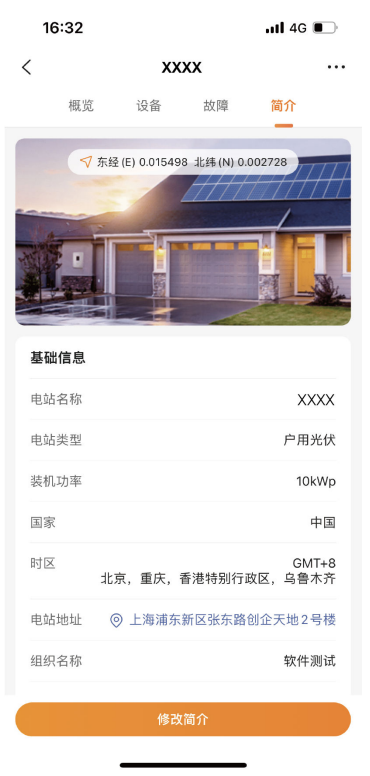 16:32
4G
XXXX
概览
设备
故障
简介
东经 (E) 0.015498 北纬 (N) 0.002728
基础信息
电站名称 XXXX
电站类型 户用光伏
装机功率 10kWp
国家 中国
时区 GMT+8
北京，重庆，香港特别行政区，乌鲁木齐
电站地址 上海浦东新区张东路创企天地2号楼
组织名称 软件测试
修改简介